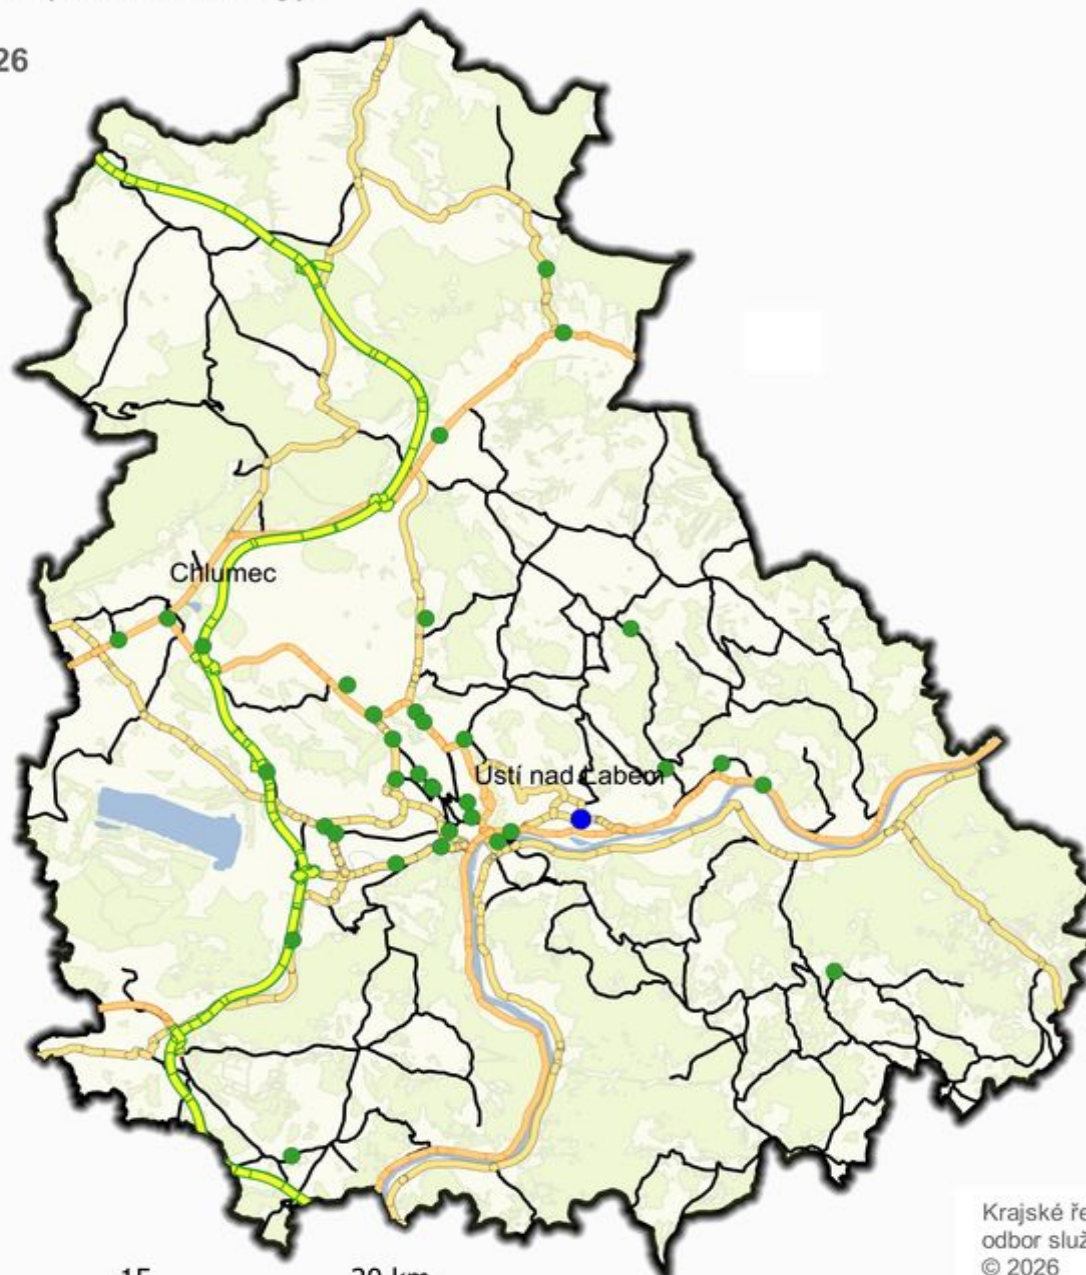 26
Chlumec
Ústí nad Labem
15
30 km
Krajské ře
odbor služ
© 2026